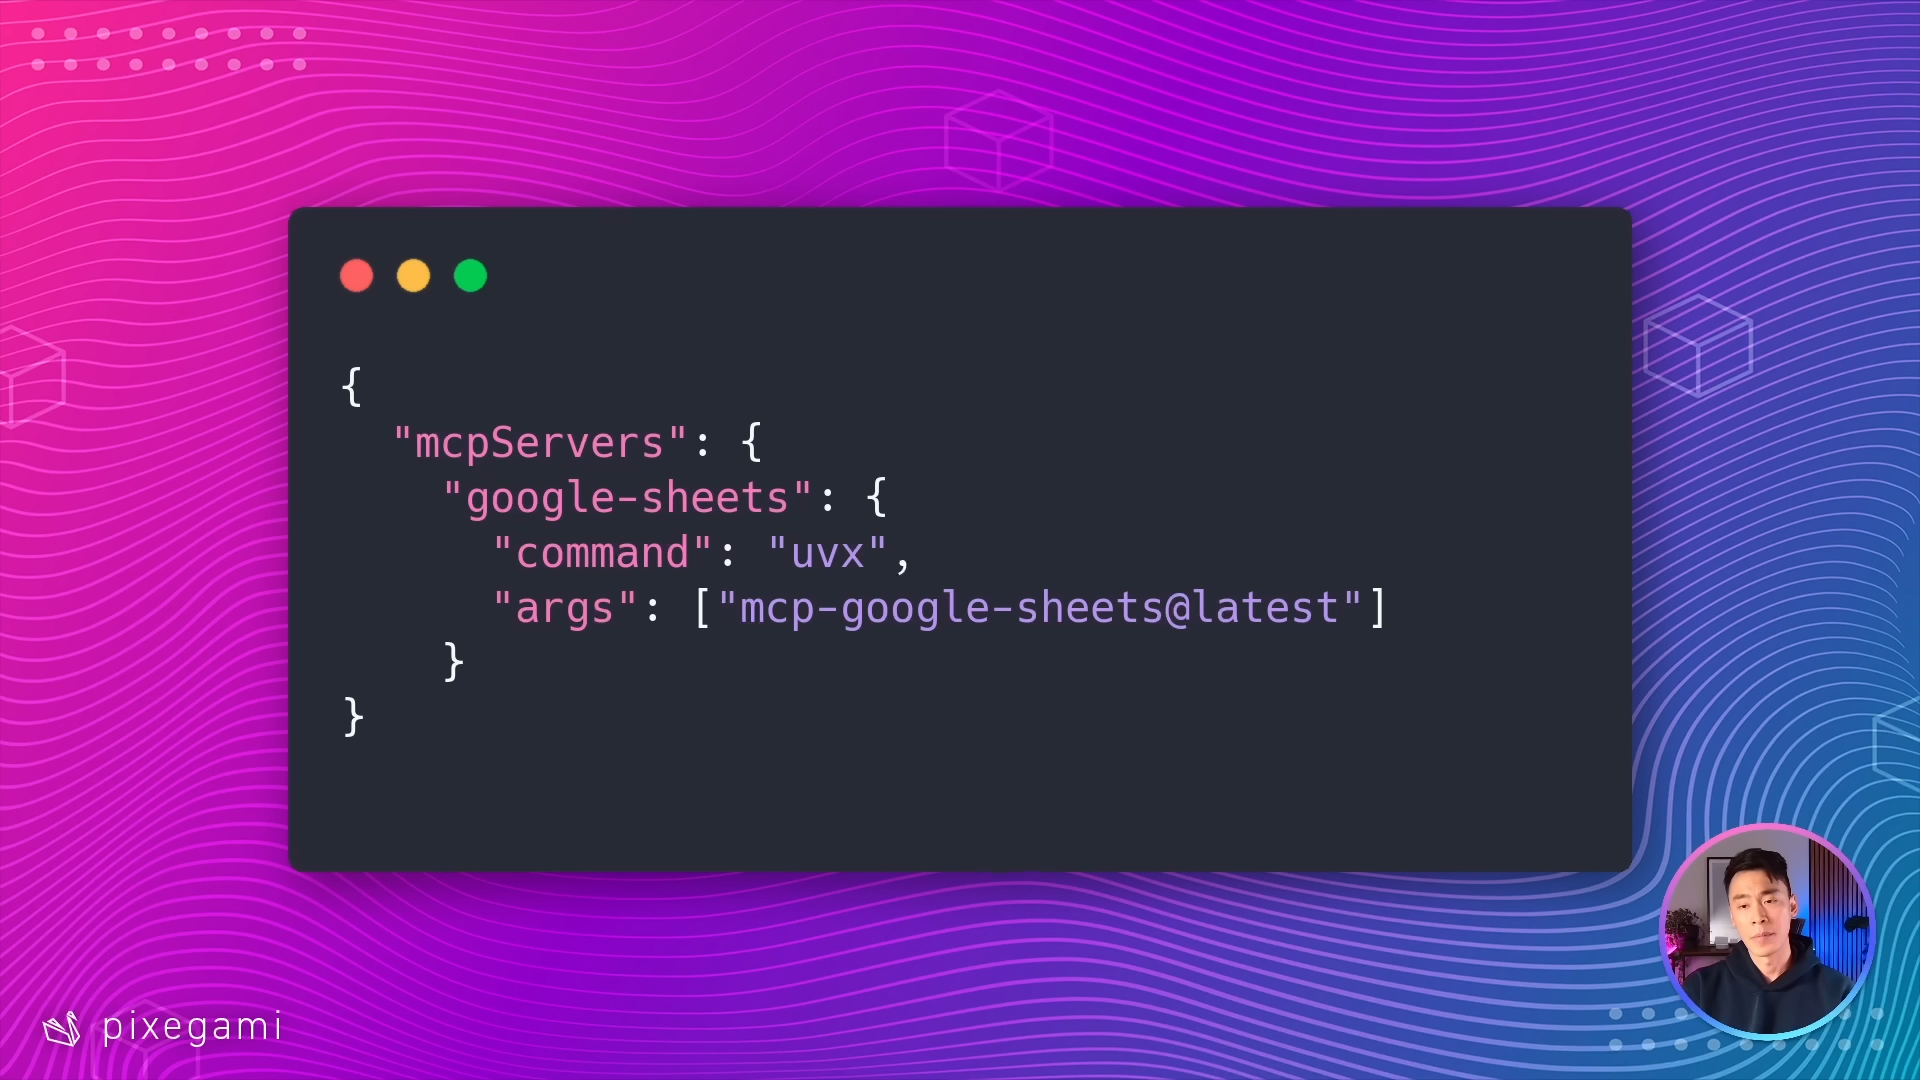 {
  "mcpServers": {
    "google-sheets": {
      "command": "uvx",
      "args": ["mcp-google-sheets@latest"]
    }
}
pixegami